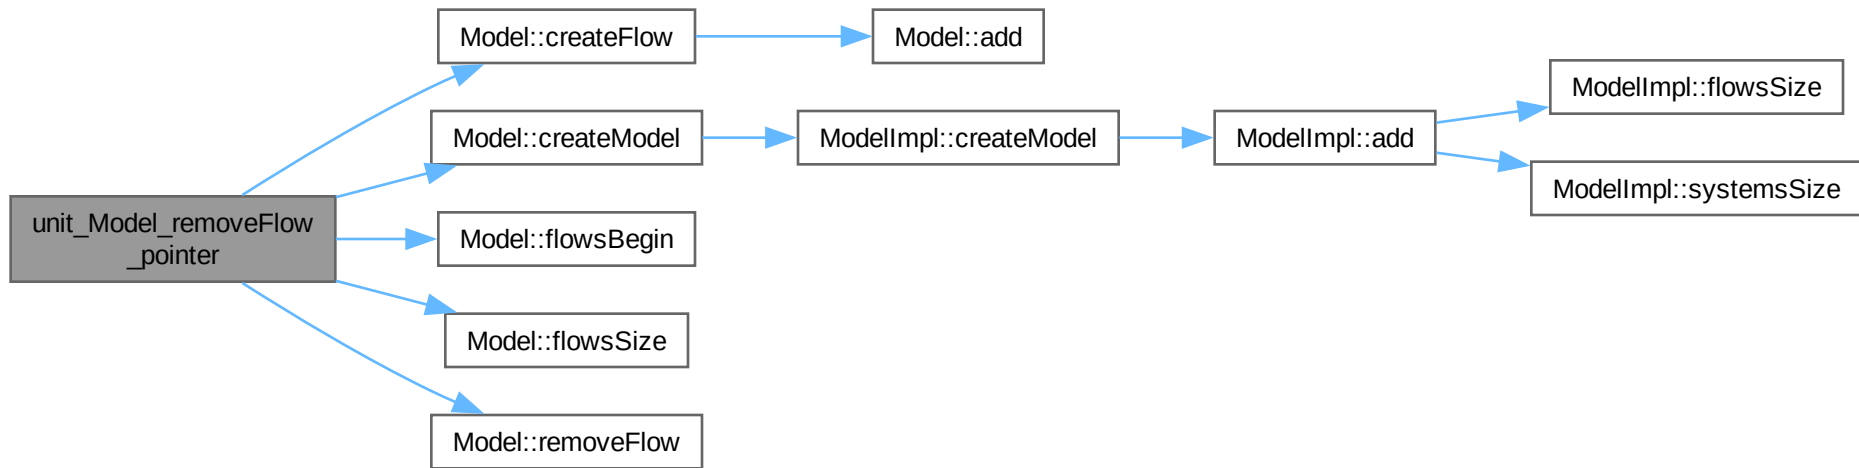 Model::createFlow
Model::add
Model::createModel
ModelImpl::createModel
ModelImpl::add
ModelImpl::flowsSize
ModelImpl::systemsSize
unit_Model_removeFlow
_pointer
Model::flowsBegin
Model::flowsSize
Model::removeFlow